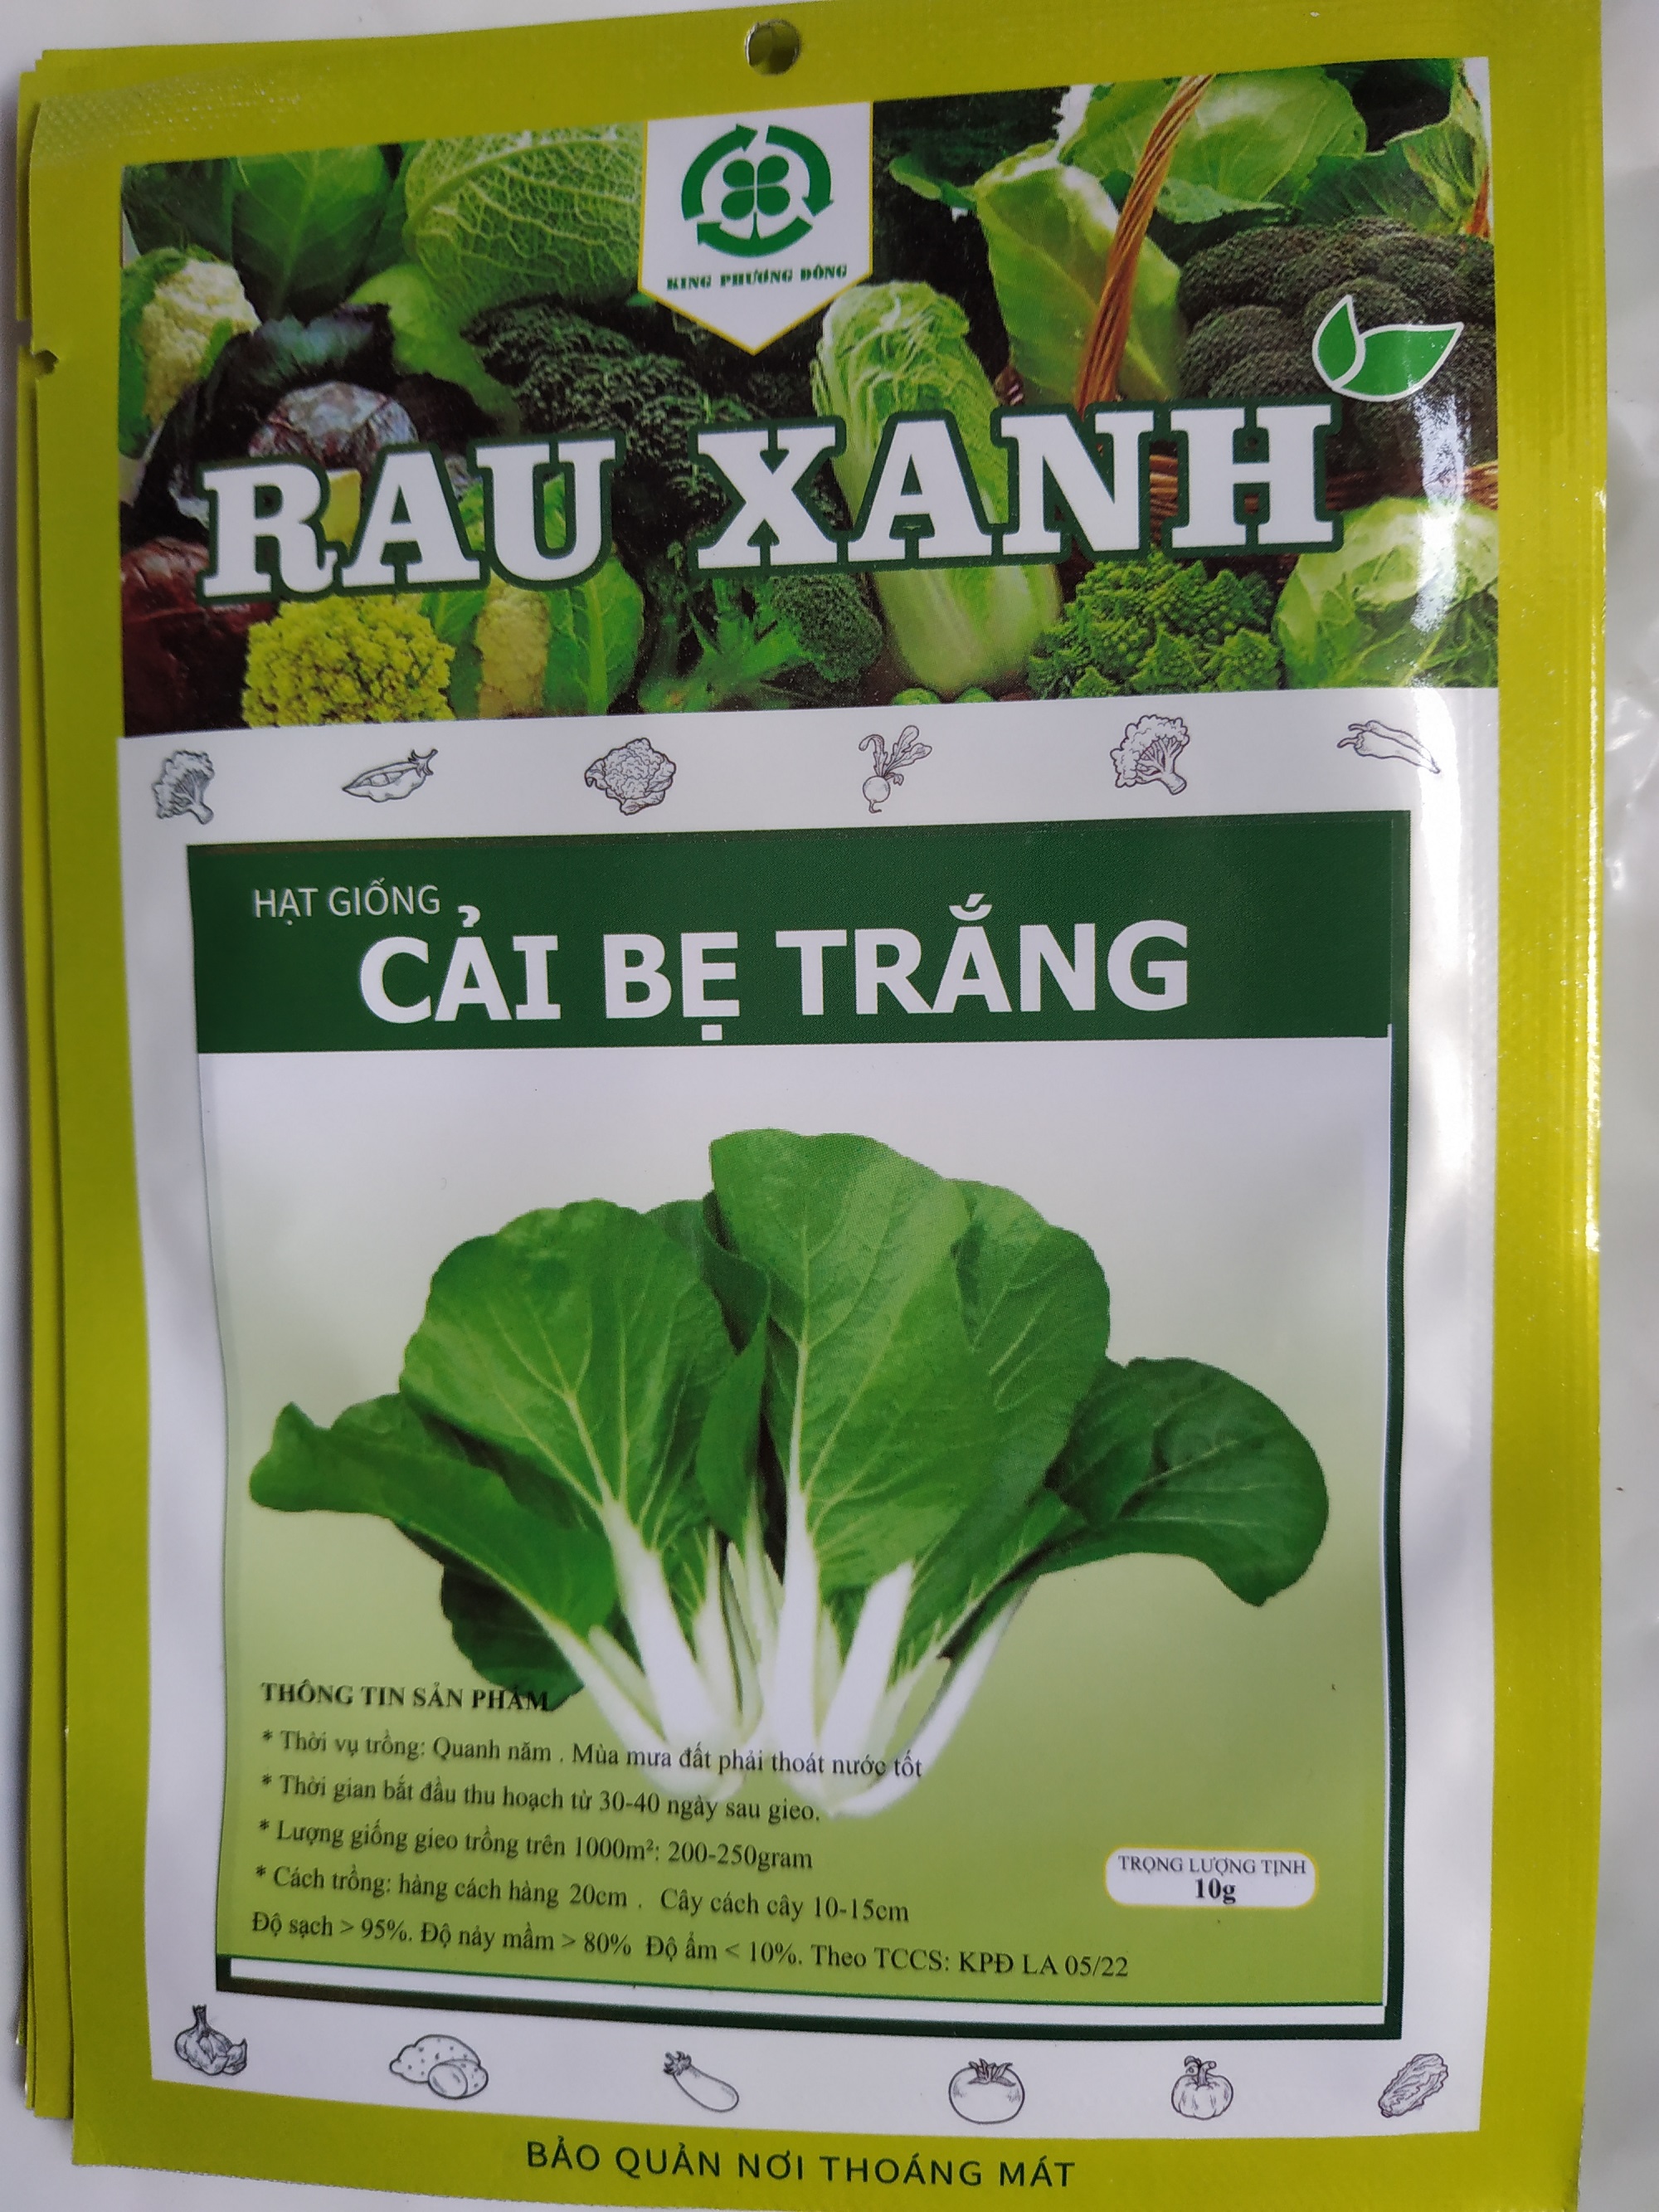 KING PHƯƠNG ĐÔNG
RAU XANH
HẠT GIỐNG
CẢI BẸ TRẮNG
THÔNG TIN SẢN PHẨM
* Thời vụ trồng: Quanh năm . Mùa mưa đất phải thoát nước tốt
* Thời gian bắt đầu thu hoạch từ 30-40 ngày sau gieo.
* Lượng giống gieo trồng trên 1000m²: 200-250gram
* Cách trồng: hàng cách hàng 20cm . Cây cách cây 10-15cm
Độ sạch > 95%. Độ nảy mầm > 80% Độ ẩm < 10%. Theo TCCS: KPĐ LA 05/22
TRỌNG LƯỢNG TỊNH
10g
BẢO QUẢN NƠI THOÁNG MÁT